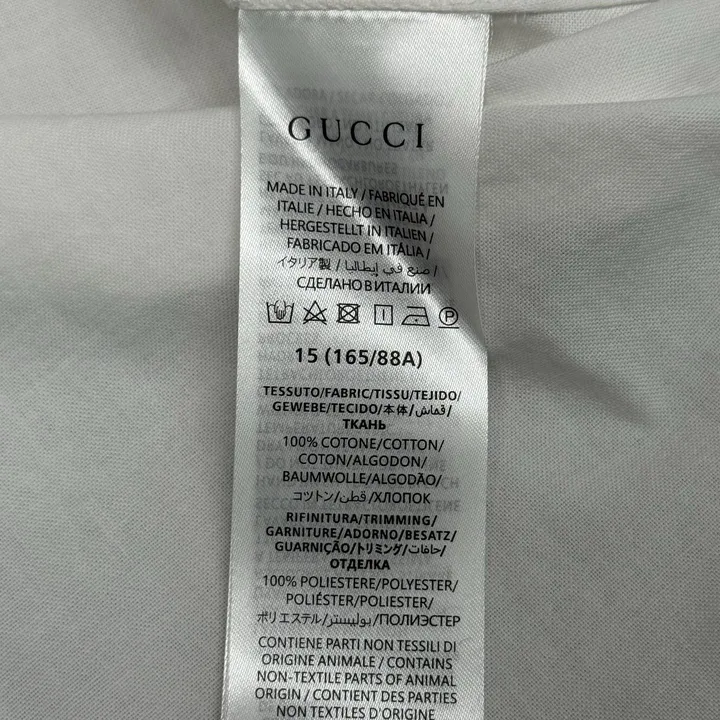 GUCCI
MADE IN ITALY / FABRIQUÉ EN
ITALIE / HECHO EN ITALIA /
HERGESTELLT IN ITALIEN /
FABRICADO EM ITÁLIA /
イタリア製 / صنع في إيطاليا /
СДЕЛАНО В ИТАЛИИ
15 (165/88A)
TESSUTO/FABRIC/TISSU/TEJIDO/
GEWEBE/TECIDO/本体/قماش/
ТКАНЬ
100% COTONE/COTTON/
COTON/ALGODON/
BAUMWOLLE/ALGODÃO/
コットン/قطن/ХЛОПОК
RIFINITURA/TRIMMING/
GARNITURE/ADORNO/BESATZ/
GUARNIÇÃO/トリミング/حافات/
ОТДЕЛКА
100% POLIESTERE/POLYESTER/
POLIÉSTER/POLIESTER/
ポリエステル/بوليستر/ПОЛИЭСТЕР
CONTIENE PARTI NON TESSILI DI
ORIGINE ANIMALE / CONTAINS
NON-TEXTILE PARTS OF ANIMAL
ORIGIN / CONTIENT DES PARTIES
NON TEXTILES D'ORIGINE